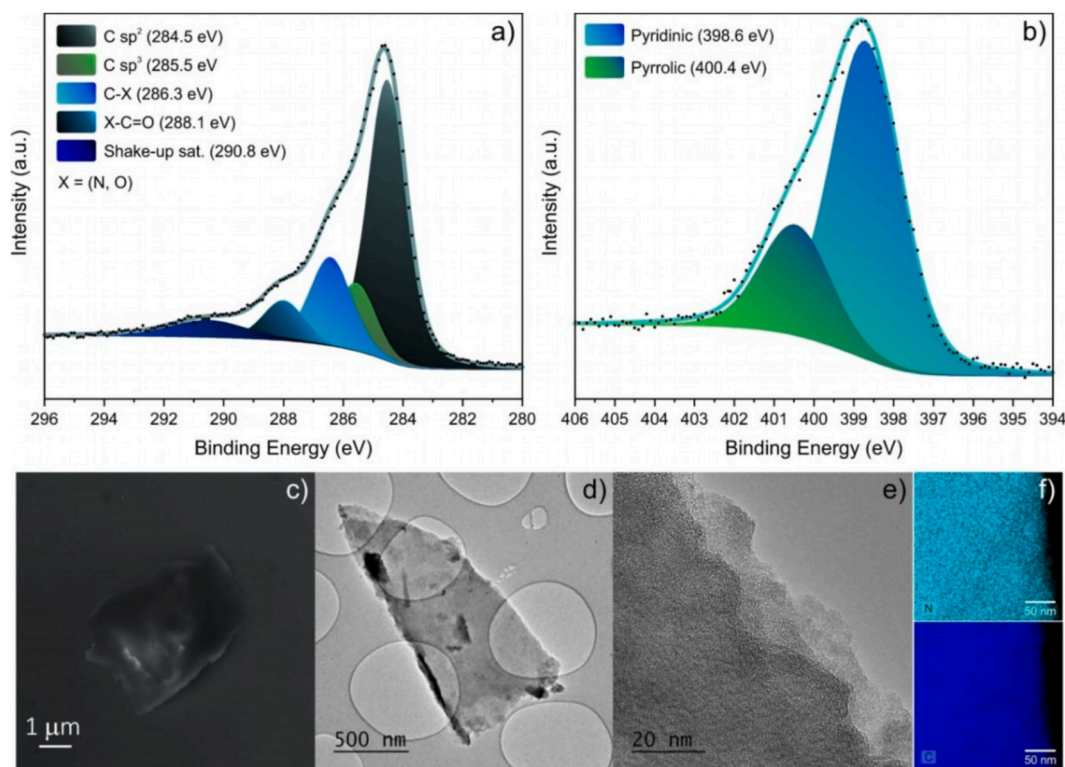 a)
C sp² (284.5 eV)
C sp³ (285.5 eV
C-X (286.3 eV)
X-C=O (288.1 eV)
Shake-up sat. (290.8 eV)
X = (N, O)
Intensity (a.u.)
296 294 292 290 288 286 284 282 280
Binding Energy (eV)
b)
Pyridinic (398.6 eV)
Pyrrolic (400.4 eV)
Intensity (a.u.)
406 405 404 403 402 401 400 399 398 397 396 395 394
Binding Energy (eV)
c)
1 μm
d)
500 nm
e)
20 nm
f)
N
50 nm
C
50 nm